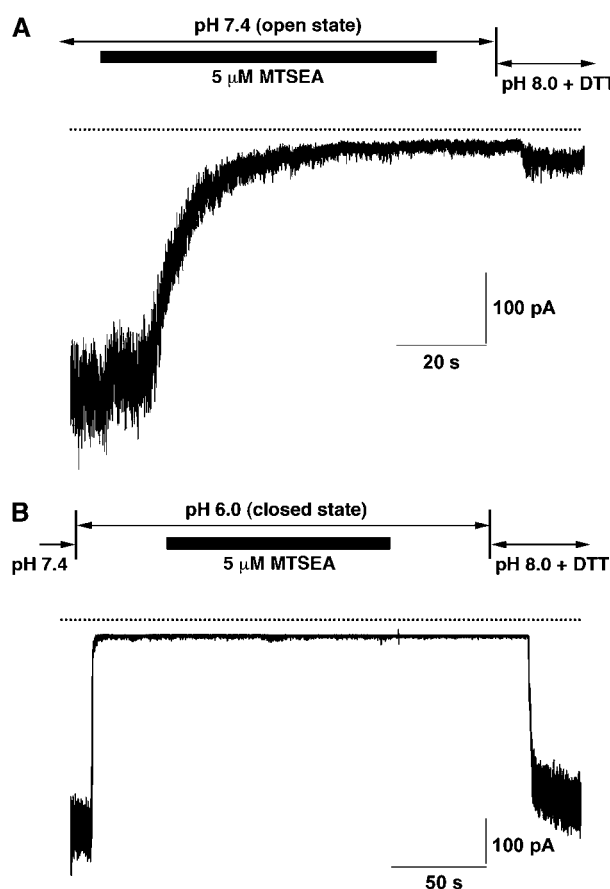 A
pH 7.4 (open state)
5 μM MTSEA
pH 8.0 + DTT
100 pA
20 s
B
pH 6.0 (closed state)
pH 7.4
5 μM MTSEA
pH 8.0 + DTT
100 pA
50 s